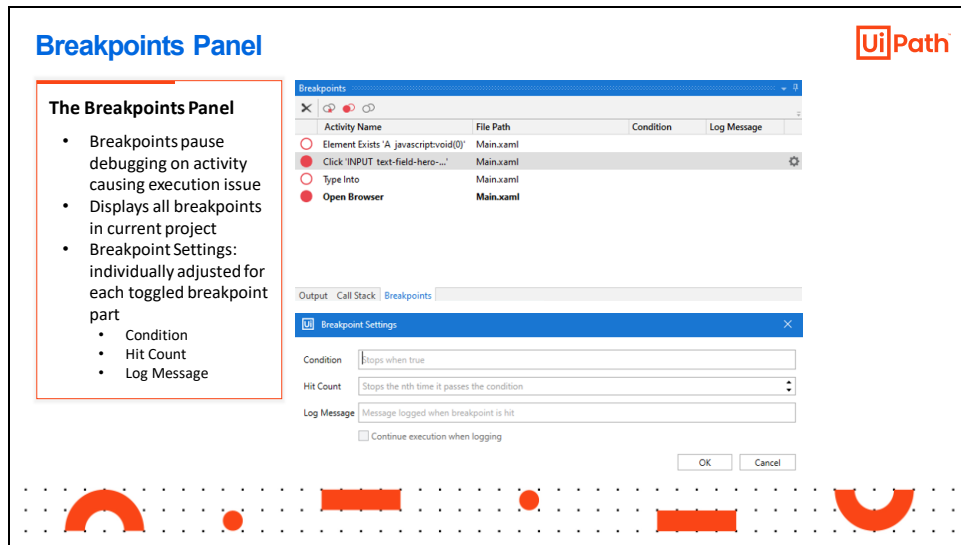 Breakpoints Panel
UiPath
The Breakpoints Panel
• Breakpoints pause
debugging on activity
causing execution issue
• Displays all breakpoints
in current project
• Breakpoint Settings:
individually adjusted for
each toggled breakpoint
part
• Condition
• Hit Count
• Log Message
Breakpoints
Activity Name File Path Condition Log Message
Element Exists 'A javascript:void(0)' Main.xaml
Click 'INPUT text-field-hero-...' Main.xaml
Type Into Main.xaml
Open Browser Main.xaml
Output Call Stack Breakpoints
Ui Breakpoint Settings
Condition Stops when true
Hit Count Stops the nth time it passes the condition
Log Message Message logged when breakpoint is hit
Continue execution when logging
OK Cancel